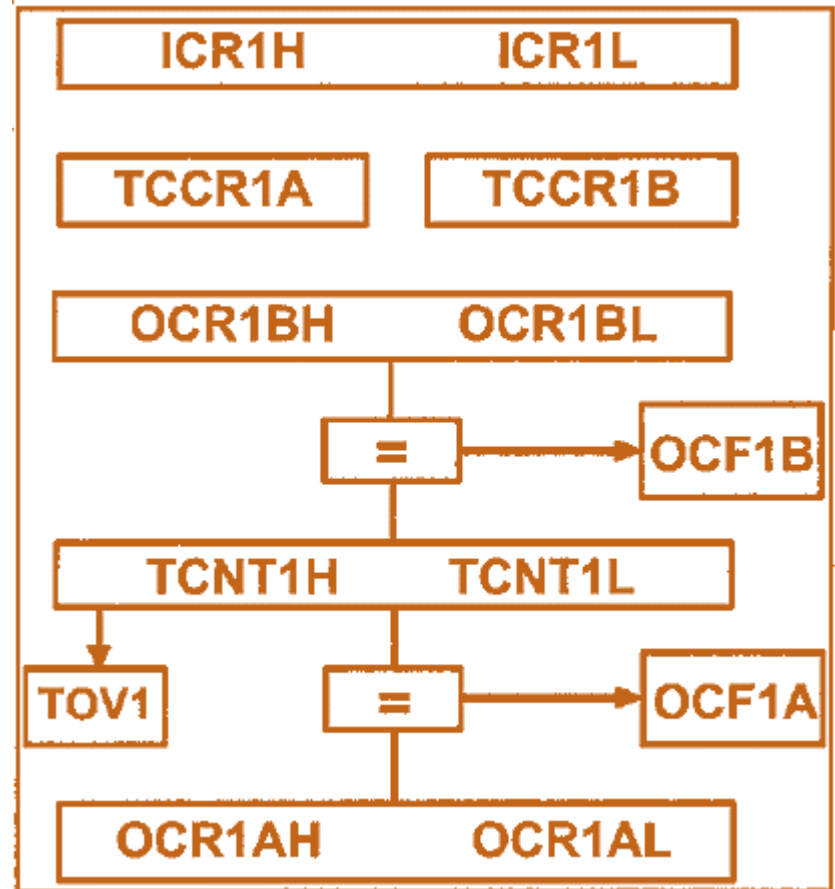 ICR1H ICR1L
TCCR1A TCCR1B
OCR1BH OCR1BL
= OCF1B
TCNT1H TCNT1L
TOV1 = OCF1A
OCR1AH OCR1AL